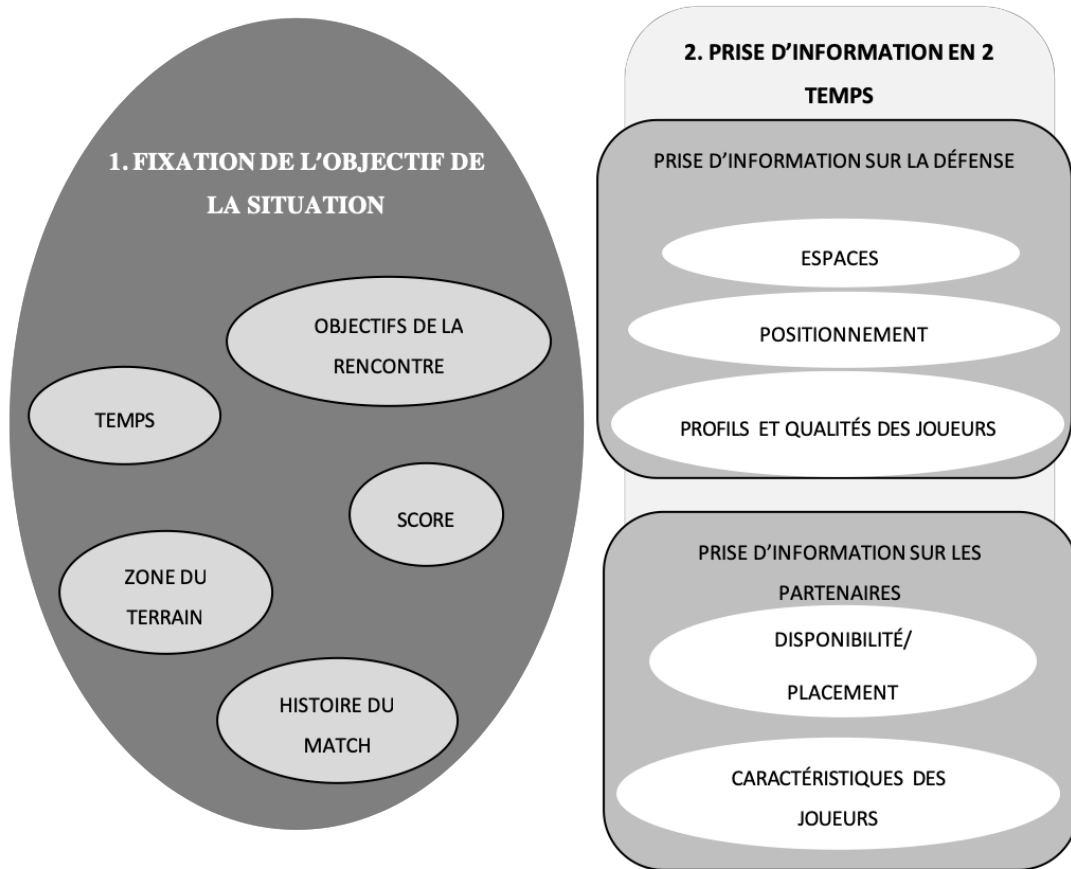 1. FIXATION DE L'OBJECTIF DE
LA SITUATION
OBJECTIFS DE LA
RENCONTRE
TEMPS
SCORE
ZONE DU
TERRAIN
HISTOIRE DU
MATCH
2. PRISE D'INFORMATION EN 2
TEMPS
PRISE D'INFORMATION SUR LA DÉFENSE
ESPACES
POSITIONNEMENT
PROFILS ET QUALITÉS DES JOUEURS
PRISE D'INFORMATION SUR LES
PARTENAIRES
DISPONIBILITÉ/
PLACEMENT
CARACTÉRISTIQUES DES
JOUEURS